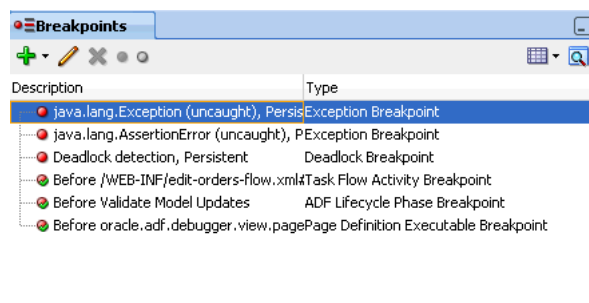 Breakpoints
Description Type
java.lang.Exception (uncaught), Persis Exception Breakpoint
java.lang.AssertionError (uncaught), P Exception Breakpoint
Deadlock detection, Persistent Deadlock Breakpoint
Before /WEB-INF/edit-orders-flow.xml# Task Flow Activity Breakpoint
Before Validate Model Updates ADF Lifecycle Phase Breakpoint
Before oracle.adf.debugger.view.page Page Definition Executable Breakpoint